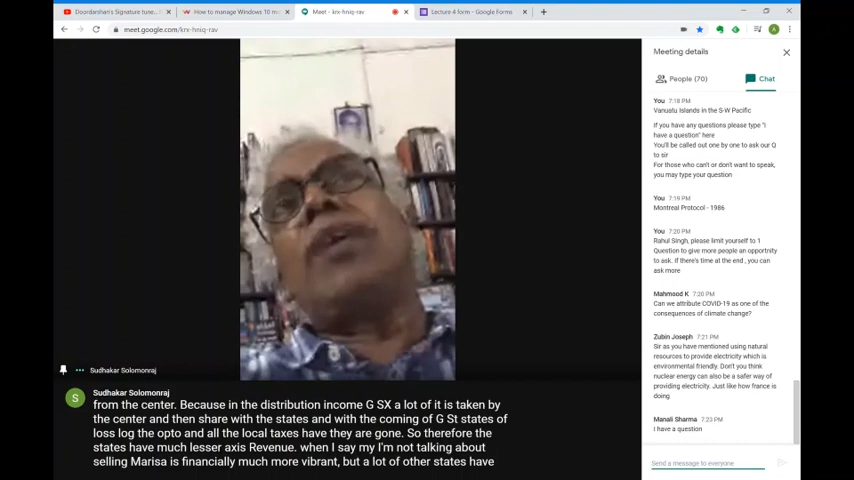 Doordarshan's Signature tune...
How to manage Windows 10 m
Meet - krx-hniq-rav
Lecture 4 form - Google Forms
meet.google.com/krx-hniq-rav
Meeting details
People (70)
Chat
You 7:18 PM
Vanuatu Islands in the S-W Pacific
If you have any questions please type "I
have a question" here
You'll be called out one by one to ask our Q
to sir
For those who can't or don't want to speak,
you may type your question
You 7:19 PM
Montreal Protocol - 1986
You 7:20 PM
Rahul Singh, please limit yourself to 1
Question to give more people an opportnrity
to ask. If there's time at the end , you can
ask more
Mahmood K 7:20 PM
Can we attribute COVID-19 as one of the
consequences of climate change?
Zubin Joseph 7:21 PM
Sir as you have mentioned using natural
resources to provide electricity which is
environmental friendly. Don't you think
nuclear energy can also be a safer way of
providing electricity. Just like how france is
doing
Manali Sharma 7:23 PM
I have a question
Send a message to everyone
Sudhakar Solomonraj
S
Sudhakar Solomonraj
from the center. Because in the distribution income G SX a lot of it is taken by
the center and then share with the states and with the coming of G St states of
loss log the opto and all the local taxes have they are gone. So therefore the
states have much lesser axis Revenue. when I say my I'm not talking about
selling Marisa is financially much more vibrant, but a lot of other states have